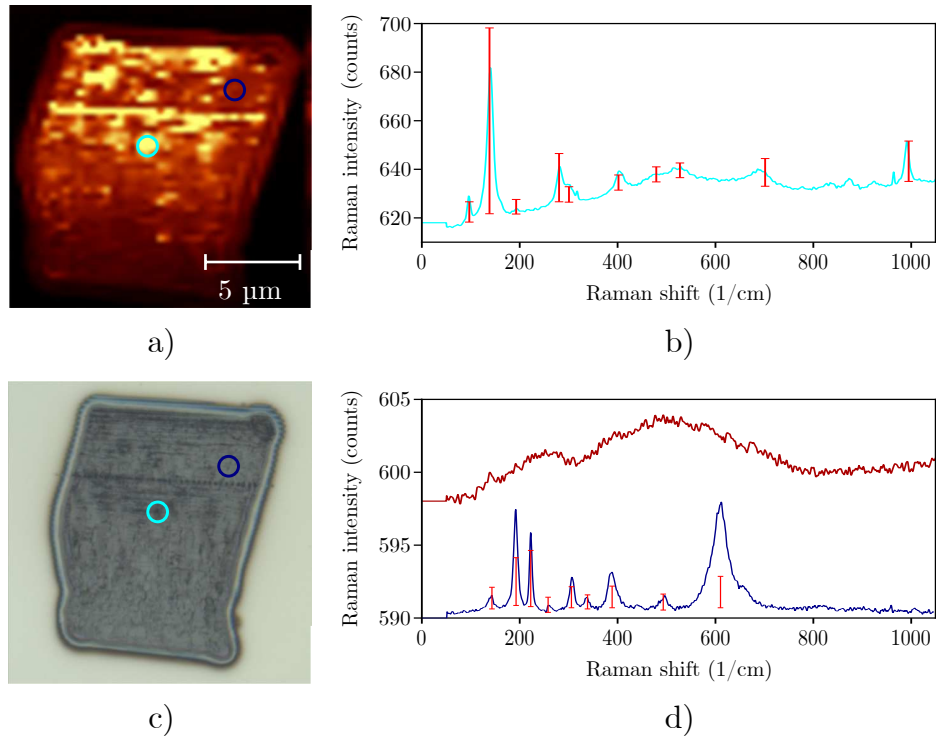 5 µm
a)
700
680
660
640
620
0 200 400 600 800 1000
Raman intensity (counts)
Raman shift (1/cm)
b)
c)
605
600
595
590
0 200 400 600 800 1000
Raman intensity (counts)
Raman shift (1/cm)
d)